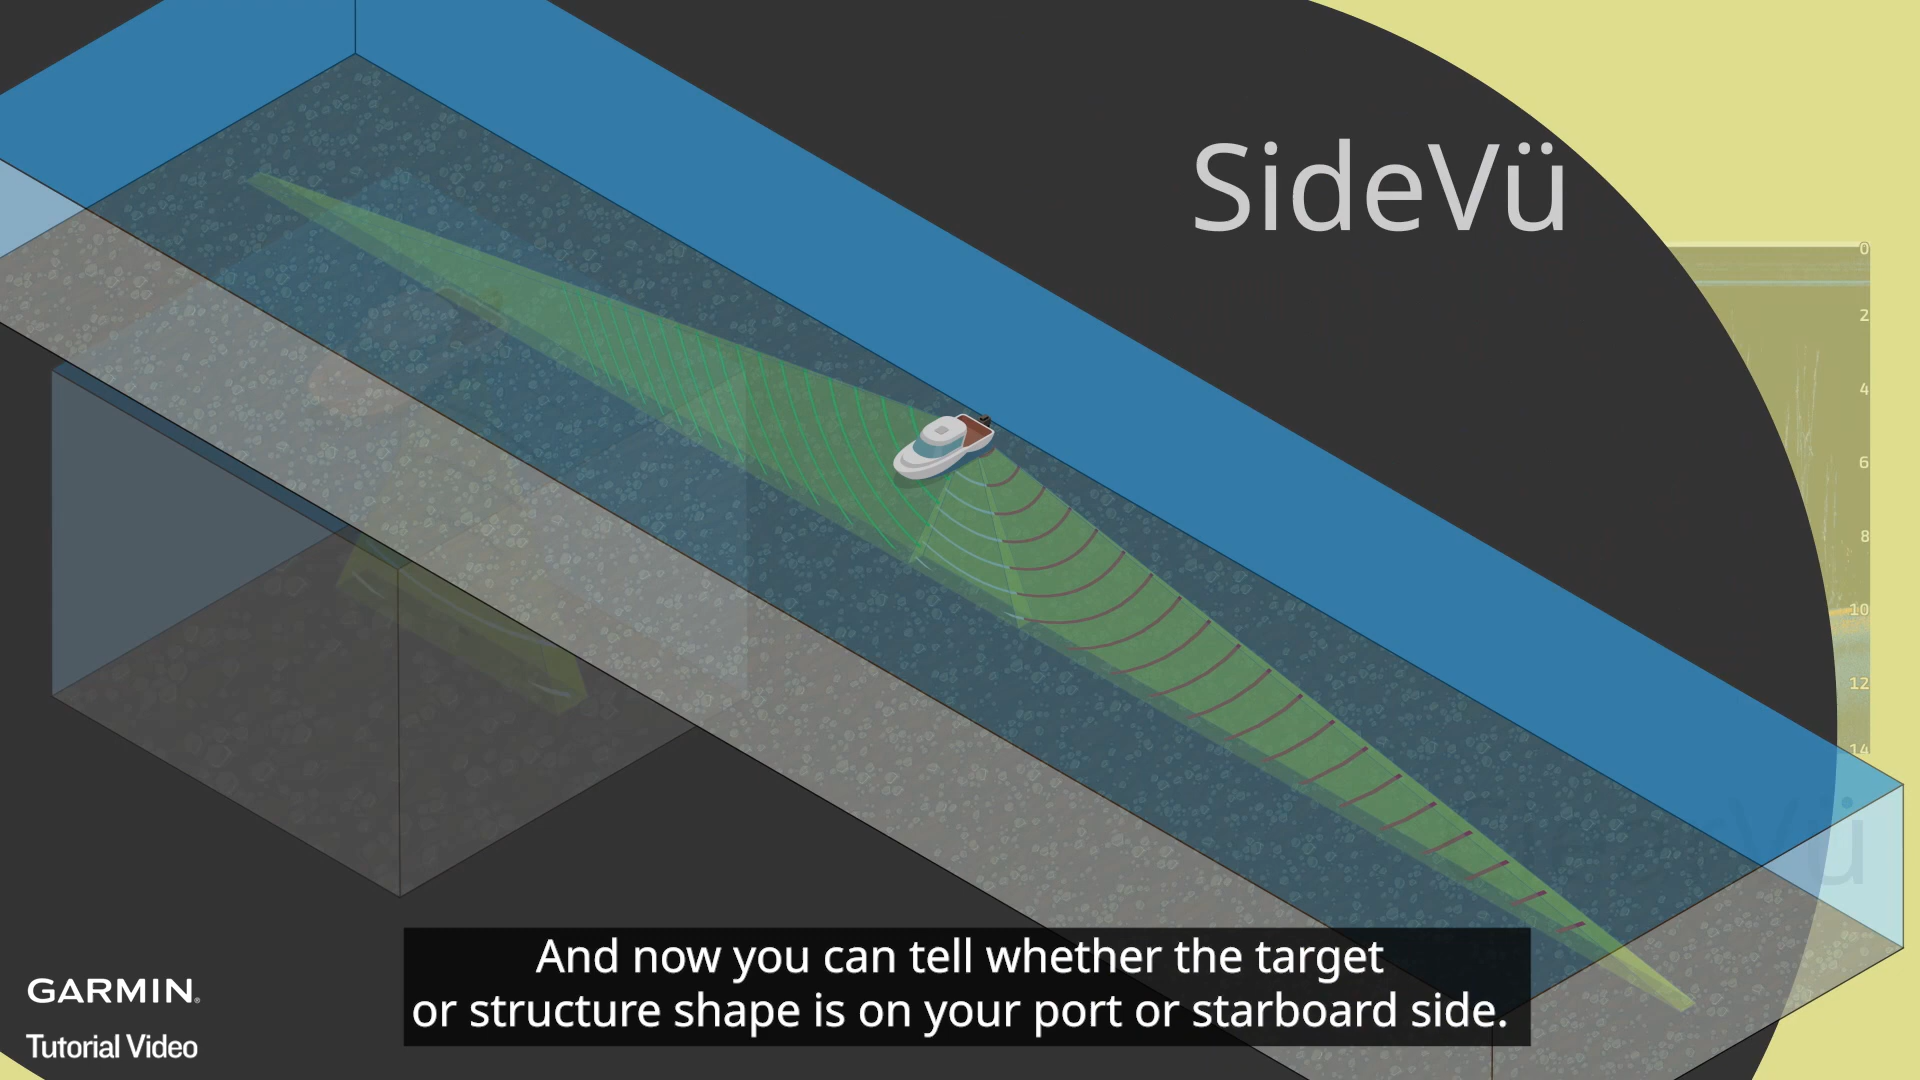 SideVü
0
2
4
6
8
10
12
14
Vü
And now you can tell whether the target
or structure shape is on your port or starboard side.
GARMIN®
Tutorial Video